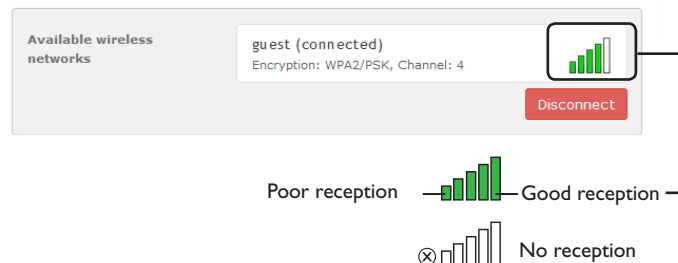 Available wireless
networks
guest (connected)
Encryption: WPA2/PSK, Channel: 4
Disconnect
Poor reception
Good reception
No reception